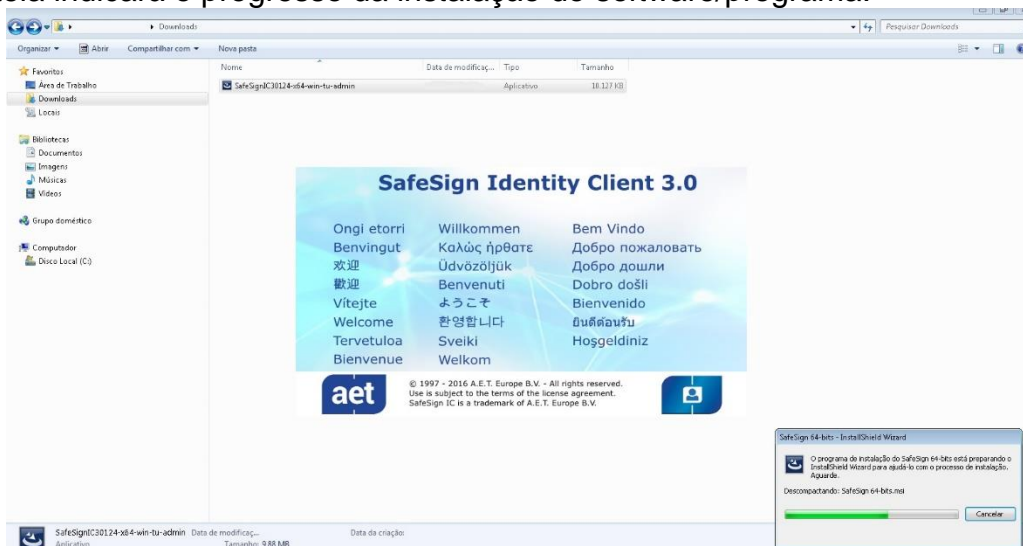 indicará o progresso da instalação do software/programa.
Downloads
Pesquisar Downloads
Organizar
Abrir
Compartilhar com
Nova pasta
Nome
Data de modificaç...
Tipo
Tamanho
Favoritos
Área de Trabalho
Downloads
Locais
SafeSignIC30124-x64-win-tu-admin
Aplicativo
10.127 KB
Bibliotecas
Documentos
Imagens
Músicas
Vídeos
Grupo doméstico
Computador
Disco Local (C:)
SafeSign Identity Client 3.0
Ongi etorri
Benvingut
欢迎
歡迎
Vítejte
Welcome
Tervetuloa
Bienvenue
Willkommen
Καλώς ήρθατε
Üdvözöljük
Benvenuti
ようこそ
환영합니다
Sveiki
Welkom
Bem Vindo
Добро пожаловать
Добро дошли
Dobro došli
Bienvenido
ยินดีต้อนรับ
Hoşgeldiniz
aet
© 1997 - 2016 A.E.T. Europe B.V. - All rights reserved.
Use is subject to the terms of the license agreement.
SafeSign IC is a trademark of A.E.T. Europe B.V.
SafeSign 64-bits - InstallShield Wizard
O programa de instalação do SafeSign 64-bits está preparando o
InstallShield Wizard para ajudá-lo com o processo de instalação.
Aguarde.
Descompactando: SafeSign 64-bits.msi
Cancelar
SafeSignIC30124-x64-win-tu-admin
Data de modificaç...
Data da criação:
Aplicativo
Tamanho: 9,88 MB